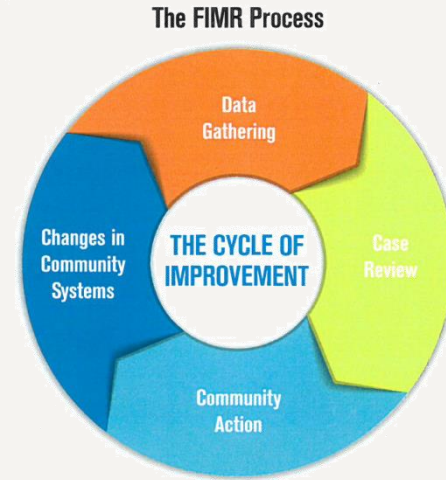 The FIMR Process
Data
Gathering
Case
Review
Community
Action
Changes in
Community
Systems
THE CYCLE OF
IMPROVEMENT